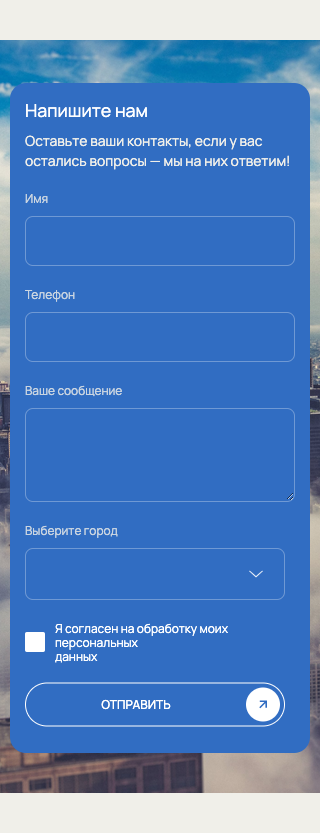 Напишите нам
Оставьте ваши контакты, если у вас
остались вопросы — мы на них ответим!
Имя
Телефон
Ваше сообщение
Выберите город
Я согласен на обработку моих
персональных
данных
ОТПРАВИТЬ